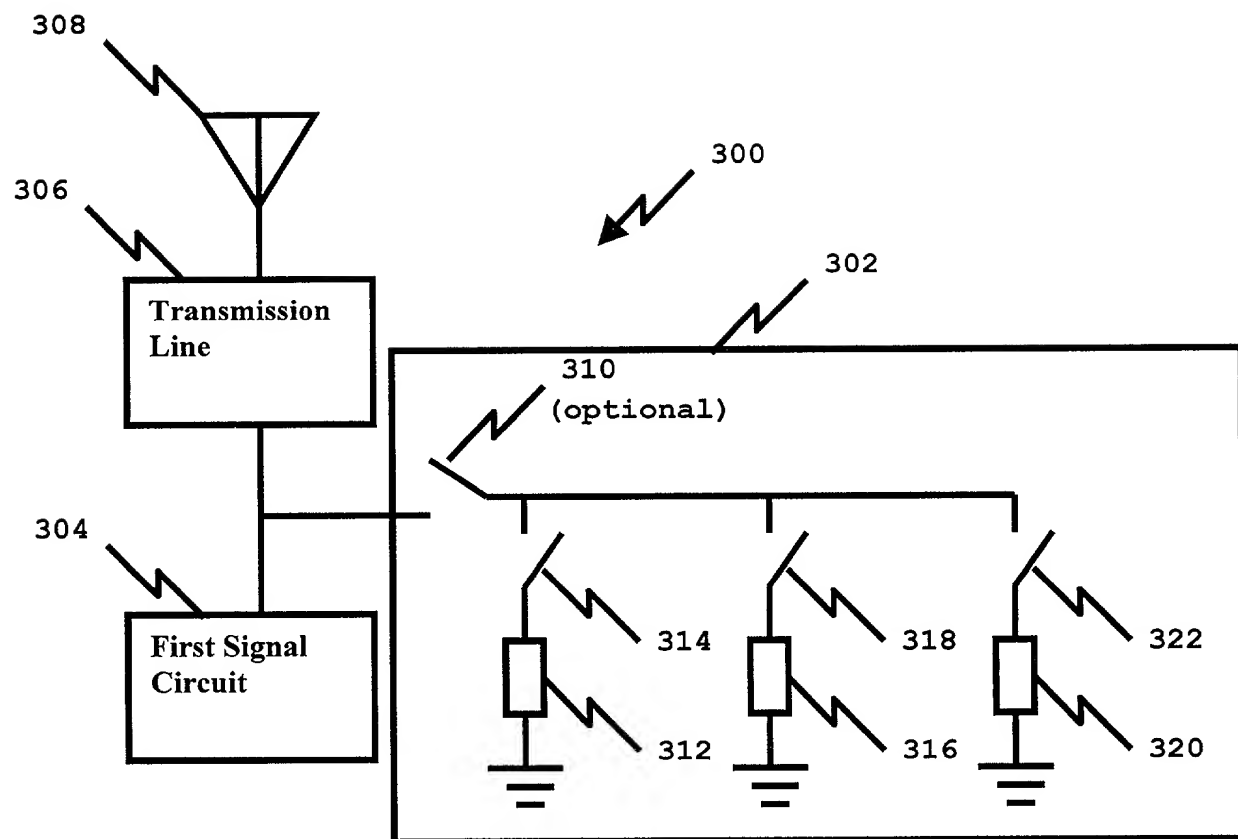 308
300
306
302
Transmission
Line
310
(optional)
304
First Signal
Circuit
314
318
322
312
316
320